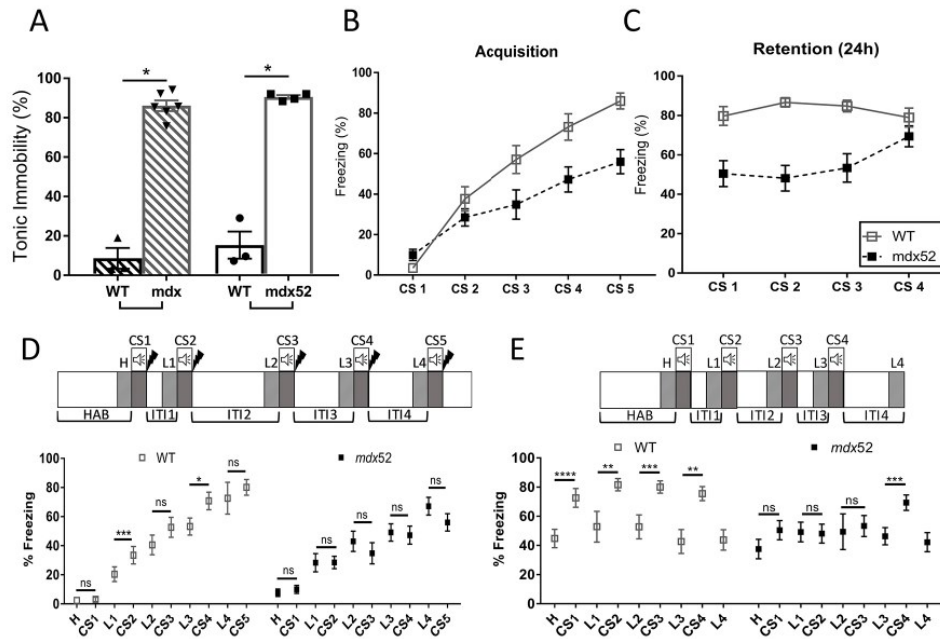 A
Tonic Immobility (%)
100
80
60
40
20
0
*
*
WT
mdx
WT
mdx52
B
Acquisition
Freezing (%)
100
80
60
40
20
0
CS 1
CS 2
CS 3
CS 4
CS 5
C
Retention (24h)
Freezing (%)
100
80
60
40
20
0
WT
mdx52
CS 1
CS 2
CS 3
CS 4
D
CS1
CS2
CS3
CS4
CS5
H
L1
L2
L3
L4
HAB
ITI1
ITI2
ITI3
ITI4
WT
mdx52
% Freezing
100
80
60
40
20
0
ns
***
ns
*
ns
ns
ns
ns
ns
ns
H
CS1
L1
CS2
L2
CS3
L3
CS4
L4
CS5
H
CS1
L1
CS2
L2
CS3
L3
CS4
L4
CS5
E
CS1
CS2
CS3
CS4
H
L1
L2
L3
L4
HAB
ITI1
ITI2
ITI3
ITI4
WT
mdx52
% Freezing
100
80
60
40
20
0
****
**
***
**
ns
ns
ns
***
H
CS1
L1
CS2
L2
CS3
L3
CS4
L4
H
CS1
L1
CS2
L2
CS3
L3
CS4
L4